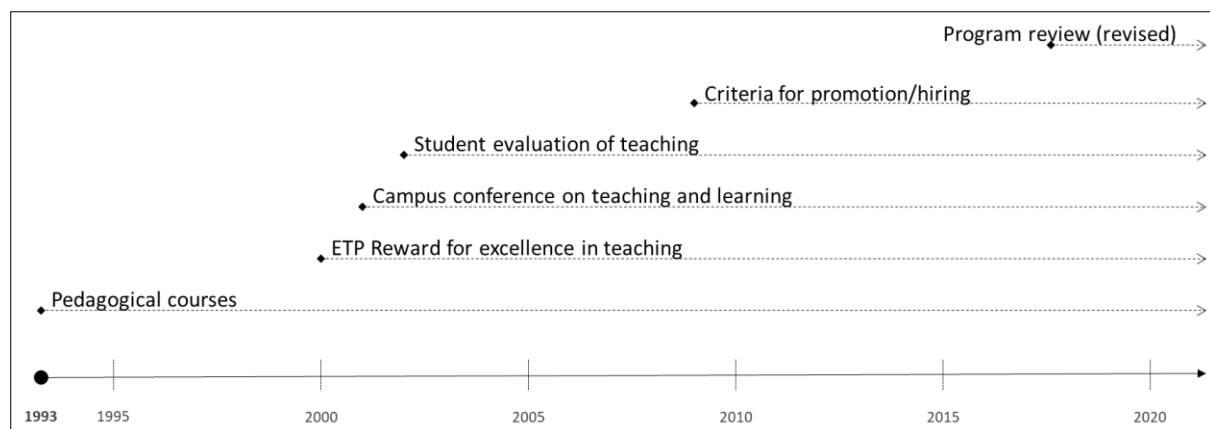 Program review (revised)
Criteria for promotion/hiring
Student evaluation of teaching
Campus conference on teaching and learning
ETP Reward for excellence in teaching
Pedagogical courses
1993 1995 2000 2005 2010 2015 2020